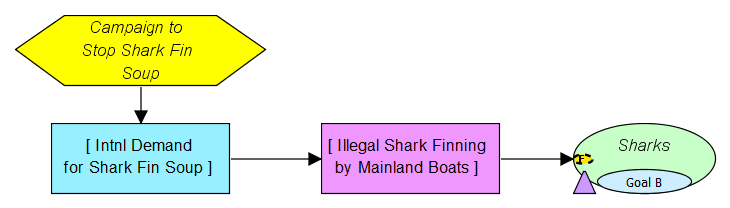 Campaign to
Stop Shark Fin
Soup
[ Intnl Demand
for Shark Fin Soup ]
[ Illegal Shark Finning
by Mainland Boats ]
Sharks
Goal B